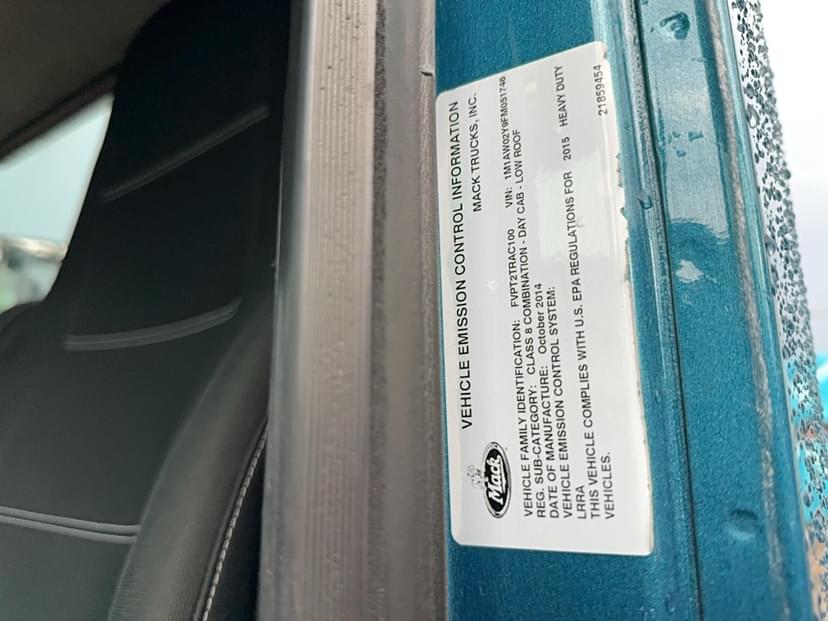 VEHICLE EMISSION CONTROL INFORMATION
MACK TRUCKS, INC.
Mack
VEHICLE FAMILY IDENTIFICATION: FVPT2TRAC100 VIN: 1M1AW02Y9FM051746
REG. SUB-CATEGORY: CLASS 8 COMBINATION - DAY CAB - LOW ROOF
DATE OF MANUFACTURE: October 2014
VEHICLE EMISSION CONTROL SYSTEM:
LRRA
THIS VEHICLE COMPLIES WITH U.S. EPA REGULATIONS FOR 2015 HEAVY DUTY
VEHICLES.
21859454